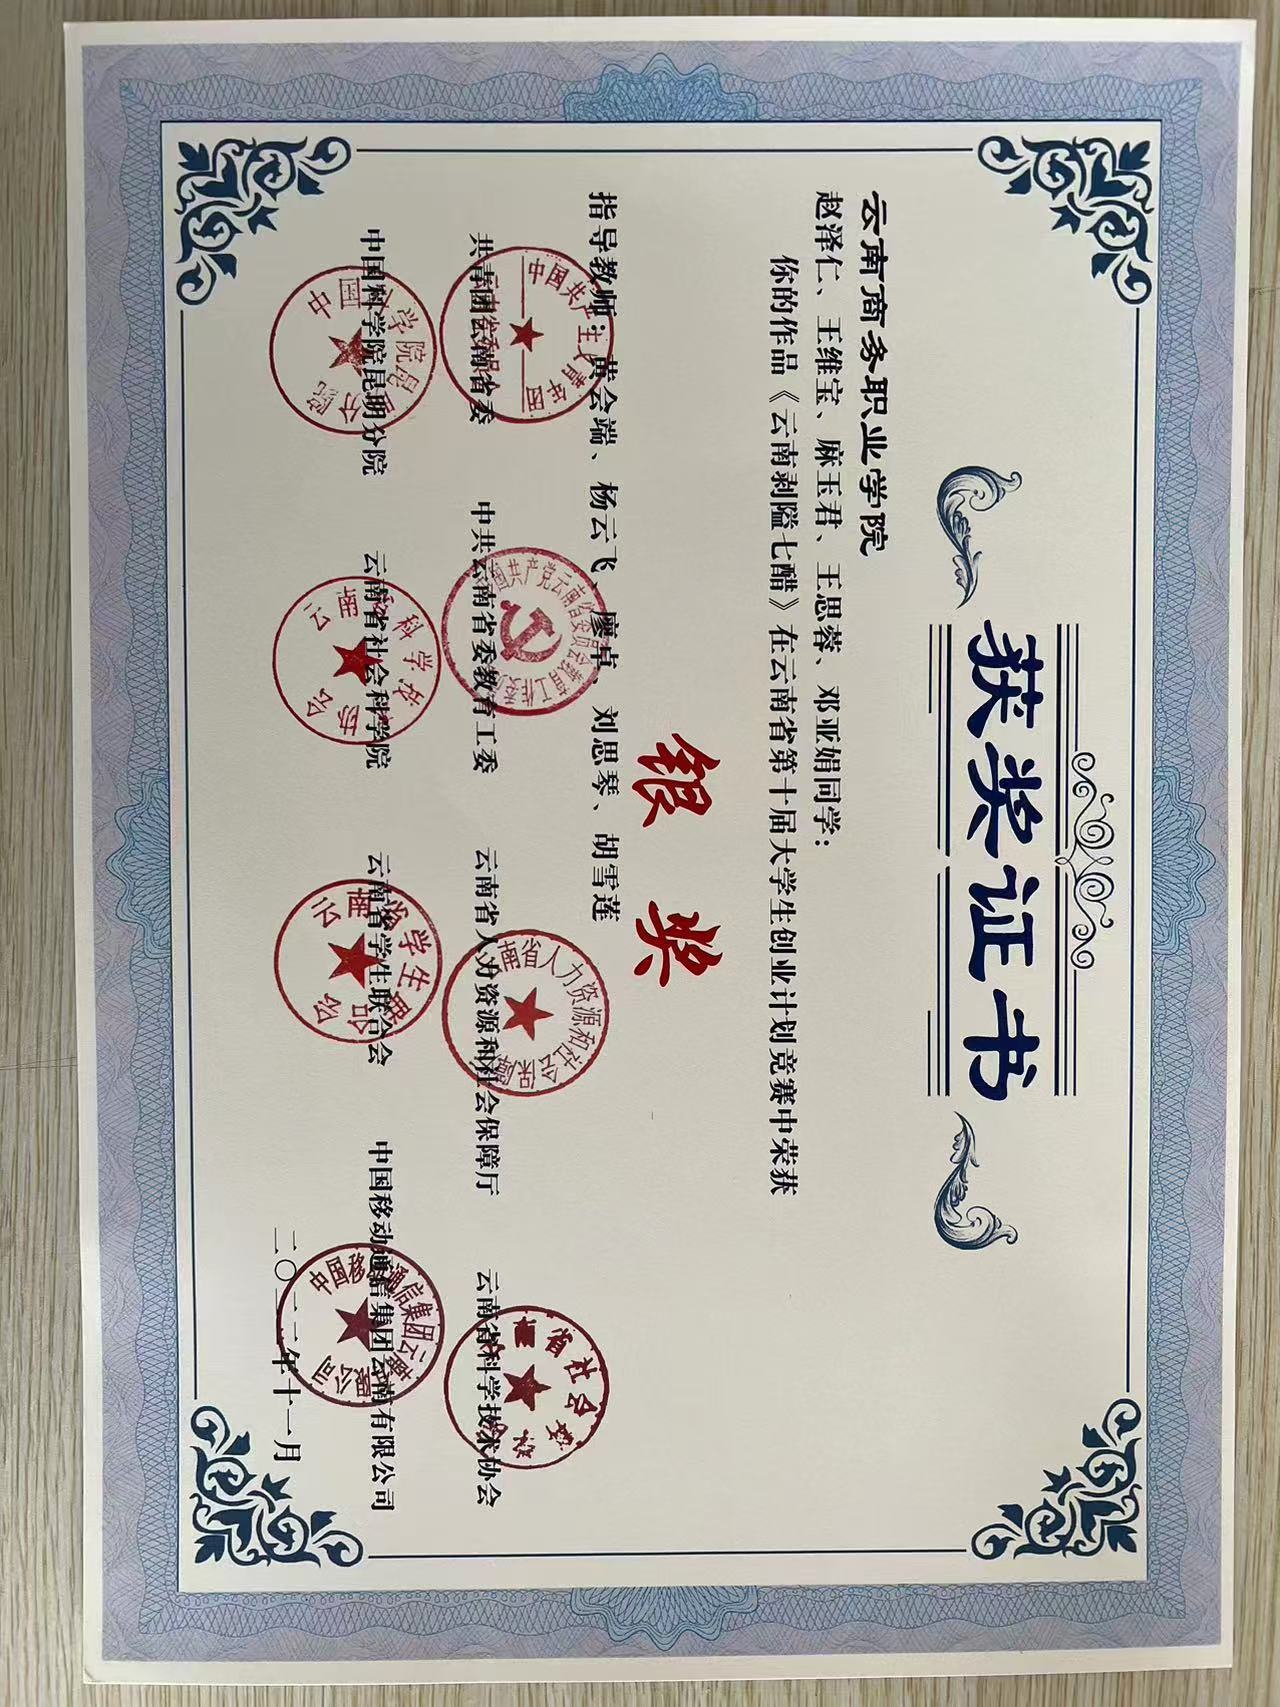 获奖证书
云南商务职业学院
赵泽仁、王维宝、麻玉君、王思蓉、邓亚娟同学：
你的作品《云南剥隘七醋》在云南省第十届大学生创业计划竞赛中荣获
银 奖
指导教师：黄会端、杨云飞、廖卓、刘思琴、胡雪莲
共青团云南省委 中共云南省委教育工委 云南省人力资源和社会保障厅 云南省科学技术协会
中国科学院昆明分院 云南省社会科学院 云南省学生联合会 中国移动通信集团云南有限公司
二〇二二年十一月